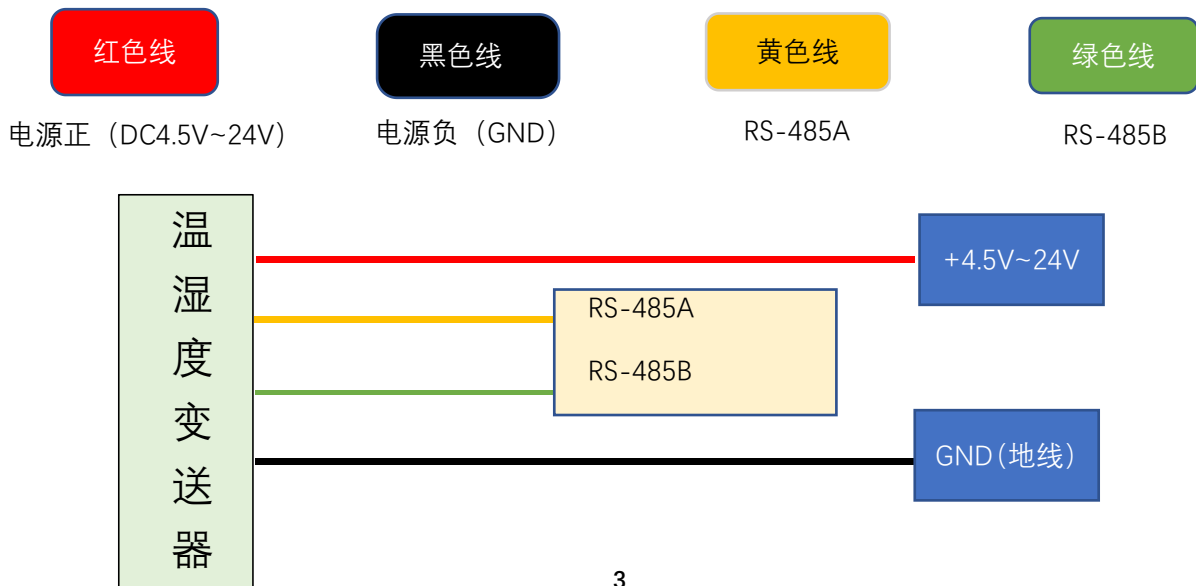 红色线
黑色线
黄色线
绿色线
电源正（DC4.5V~24V）
电源负（GND）
RS-485A
RS-485B
温
湿
度
变
送
器
+4.5V~24V
RS-485A
RS-485B
GND（地线）
3